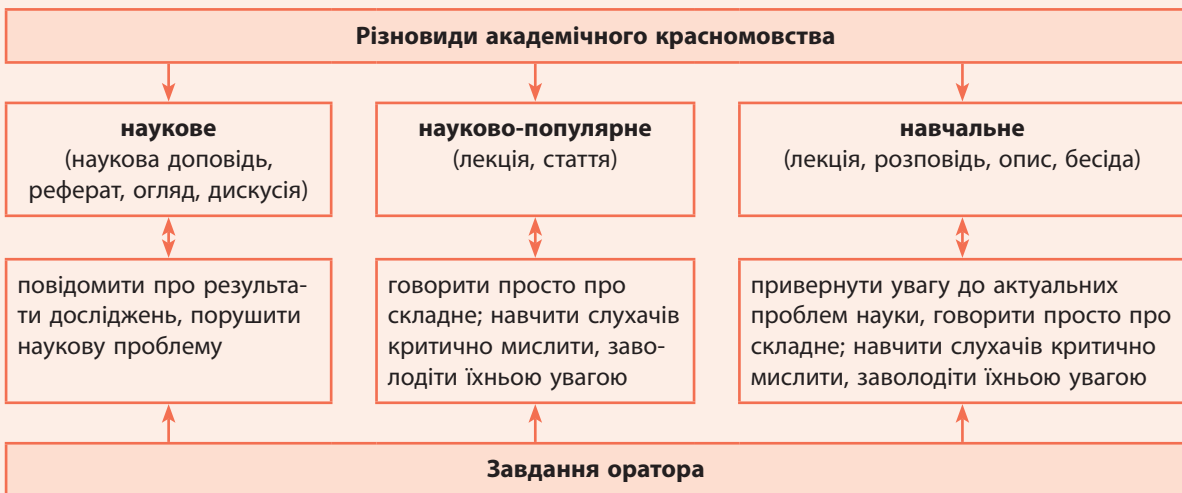 Різновиди академічного красномовства
наукове
(наукова доповідь,
реферат, огляд, дискусія)
науково-популярне
(лекція, стаття)
навчальне
(лекція, розповідь, опис, бесіда)
повідомити про результа-
ти досліджень, порушити
наукову проблему
говорити просто про
складне; навчити слухачів
критично мислити, заво-
лодіти їхньою увагою
привернути увагу до актуальних
проблем науки, говорити просто про
складне; навчити слухачів критично
мислити, заволодіти їхньою увагою
Завдання оратора